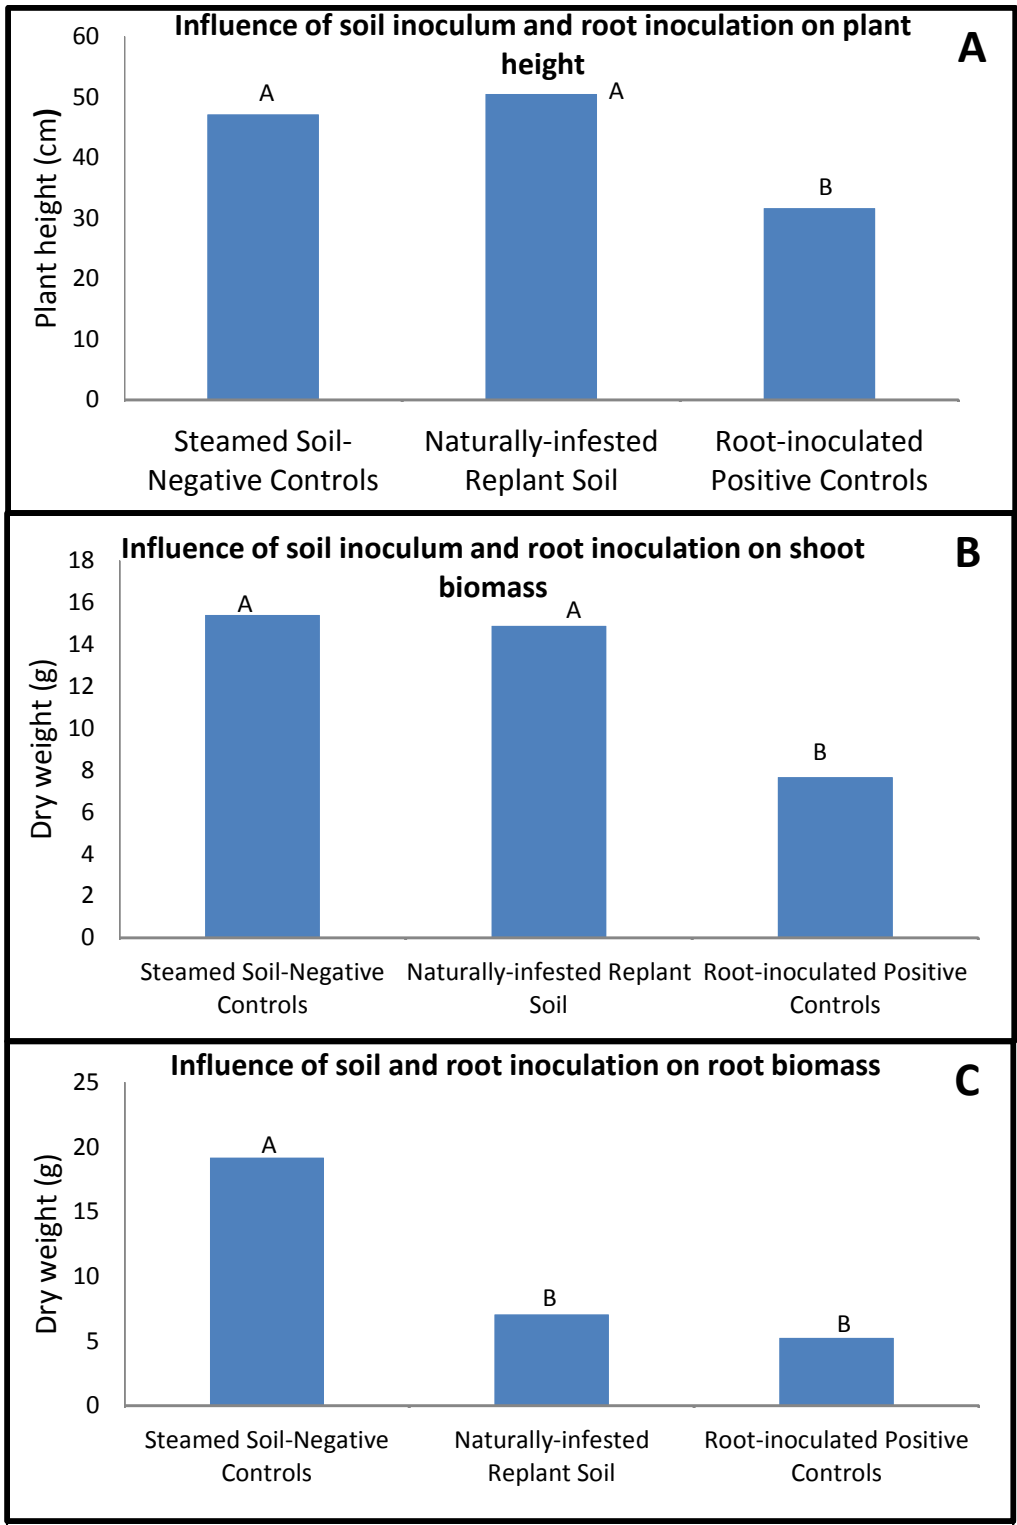 Influence of soil inoculum and root inoculation on plant
height
A
Plant height (cm)
60
50
40
30
20
10
0
A
A
B
Steamed Soil-
Negative Controls
Naturally-infested
Replant Soil
Root-inoculated
Positive Controls
Influence of soil inoculum and root inoculation on shoot
biomass
B
Dry weight (g)
18
16
14
12
10
8
6
4
2
0
A
A
B
Steamed Soil-Negative
Controls
Naturally-infested Replant
Soil
Root-inoculated Positive
Controls
Influence of soil and root inoculation on root biomass
C
Dry weight (g)
25
20
15
10
5
0
A
B
B
Steamed Soil-Negative
Controls
Naturally-infested
Replant Soil
Root-inoculated Positive
Controls